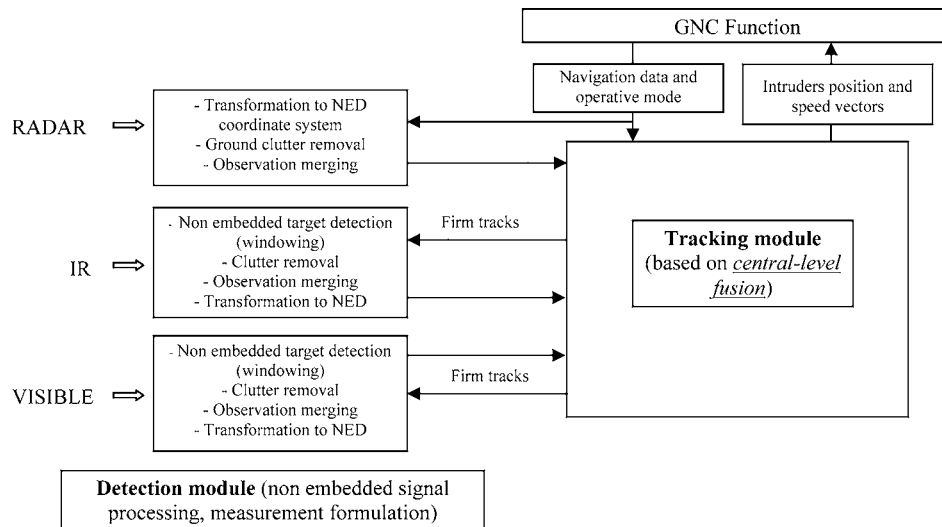 GNC Function
Navigation data and
operative mode
Intruders position and
speed vectors
RADAR
- Transformation to NED
coordinate system
- Ground clutter removal
- Observation merging
IR
- Non embedded target detection
(windowing)
- Clutter removal
- Observation merging
- Transformation to NED
Firm tracks
Tracking module
(based on central-level
fusion)
VISIBLE
- Non embedded target detection
(windowing)
- Clutter removal
- Observation merging
- Transformation to NED
Firm tracks
Detection module (non embedded signal
processing, measurement formulation)